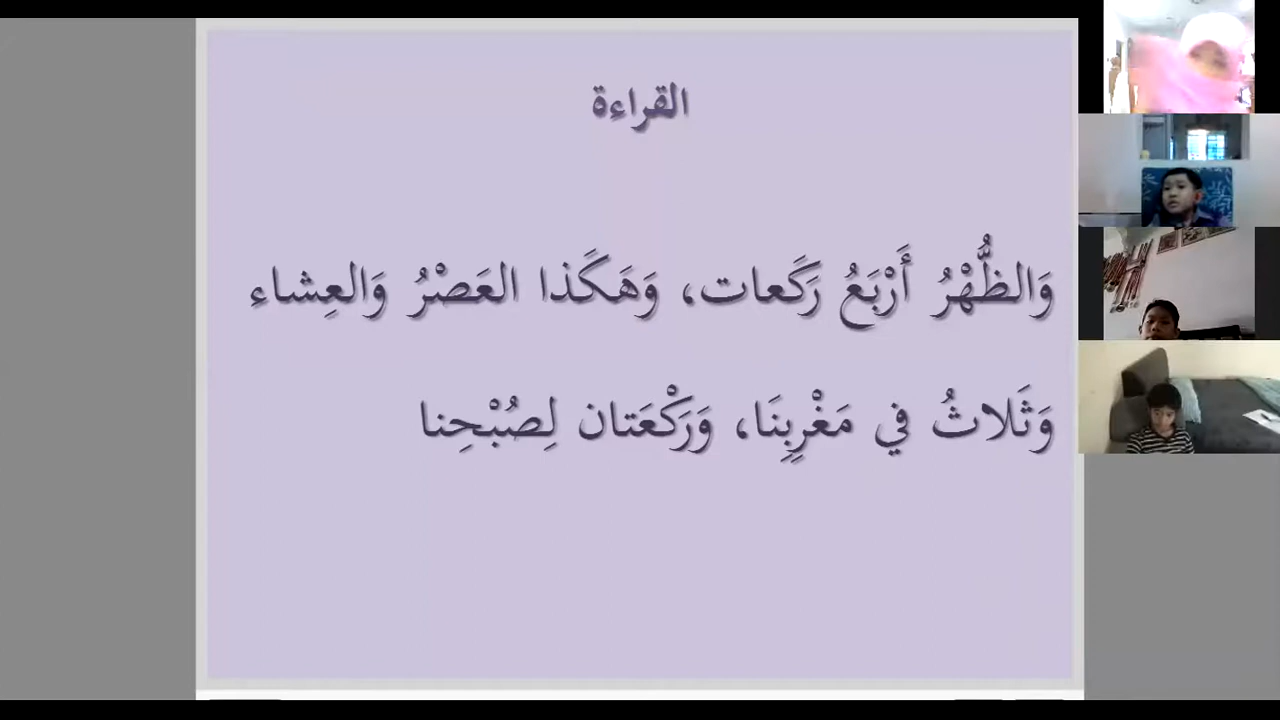 القراءة
وَالظُّهْرُ أَرْبَعُ رَكَعات، وَهَكَذا العَصْرُ وَالعِشاء
وَثَلاثُ في مَغْرِبِنَا، وَرَكْعَتان لِصُبْحِنا